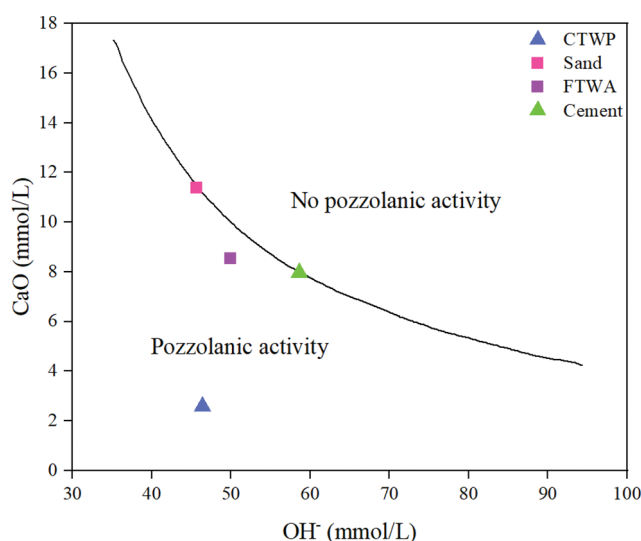 18
16
14
12
10
8
6
4
2
0
CaO (mmol/L)
CTWP
Sand
FTWA
Cement
No pozzolanic activity
Pozzolanic activity
30 40 50 60 70 80 90 100
OH⁻ (mmol/L)